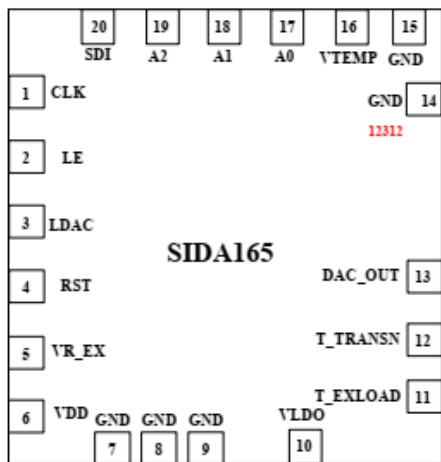 20 19 18 17 16 15
SDI A2 A1 A0 VTEMP GND
1 CLK
GND 14
12312
2 LE
3 LDAC
SIDA165
DAC_OUT 13
4 RST
T_TRANSN 12
5 VR_EX
T_EXLOAD 11
6 VDD GND GND GND VLDO
7 8 9 10